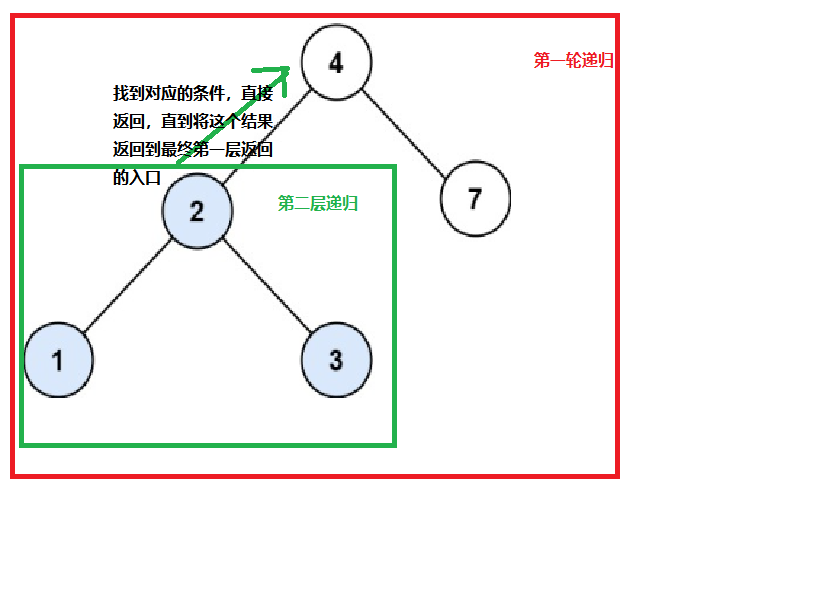 4
第一轮递归
找到对应的条件，直接
返回，直到将这个结果
返回到最终第一层返回
的入口
2
第二层递归
7
1
3